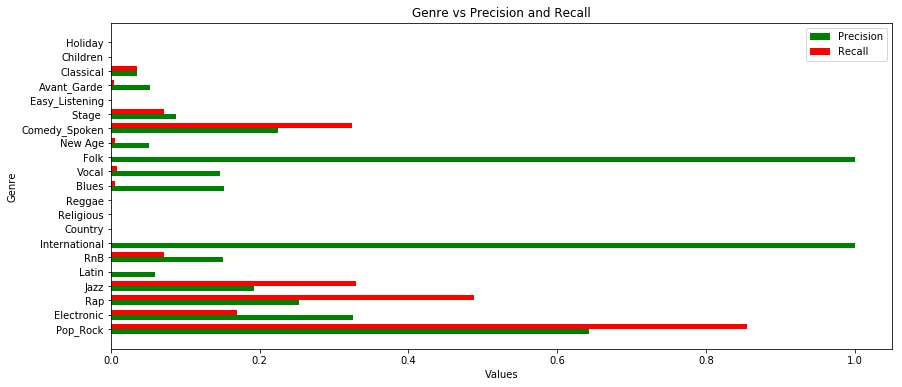 Genre vs Precision and Recall
Precision
Recall
Genre
Holiday
Children
Classical
Avant_Garde
Easy_Listening
Stage
Comedy_Spoken
New Age
Folk
Vocal
Blues
Reggae
Religious
Country
International
RnB
Latin
Jazz
Rap
Electronic
Pop_Rock
0.0 0.2 0.4 0.6 0.8 1.0
Values